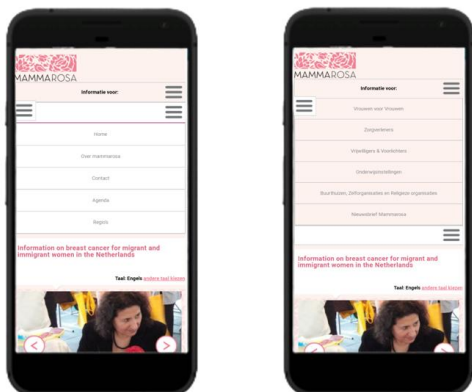 MAMMAROSA
Informatie voor:
Home
Over mammarosa
Contact
Agenda
Regio's
Information on breast cancer for migrant and
immigrant women in the Netherlands
Taal: Engels andere taal kiezen
MAMMAROSA
Informatie voor:
Vrouwen voor Vrouwen
Zorgverleners
Vrijwilligers & Voorlichters
Onderwijsinstellingen
Buurthuizen, Zelforganisaties en Religieuze organisaties
Nieuwsbrief Mammarosa
Information on breast cancer for migrant and
immigrant women in the Netherlands
Taal: Engels andere taal kiezen